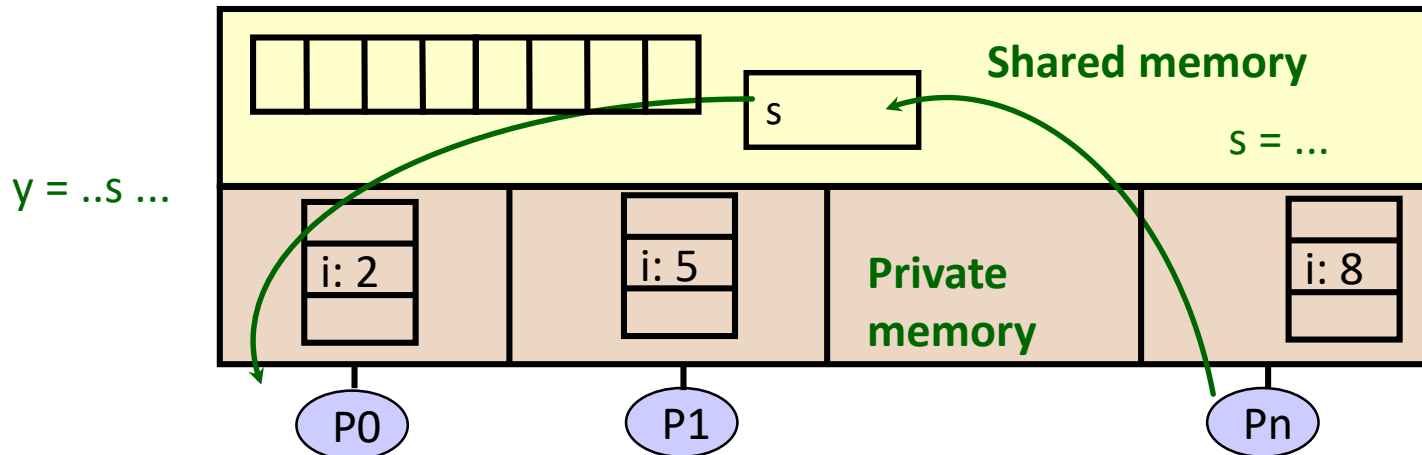 Shared memory
s
s = ...
y = ..s ...
i: 2
i: 5
Private
memory
i: 8
P0
P1
Pn